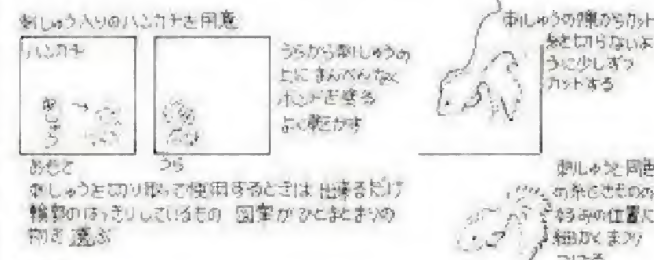 刺しゅう入りのハンカチを用意
ハンカチ
刺しゅう
おもて
うら
うらから刺しゅうの
上にまんべんなく
ボンドを塗る
よく乾かす
刺しゅうを切り取って使用するときは 出来るだけ
輪郭のはっきりしているもの 図案がひとまとまりの
物を選ぶ
刺しゅうの際からカット
糸を切らないよ
うに少しずつ
カットする
刺しゅうと同色
の糸できものの
の位置に
細かくまつり
つける